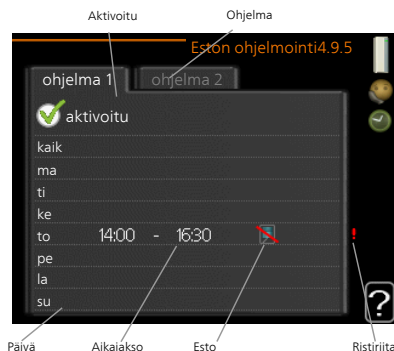 Aktivoitu Ohjelma
Eston ohjelmointi4.9.5
ohjelma 1 ohjelma 2
aktivoitu
kaik
ma
ti
ke
to 14:00 - 16:30 !
pe
la
su
?
Päivä Aikajakso Esto Ristiriita